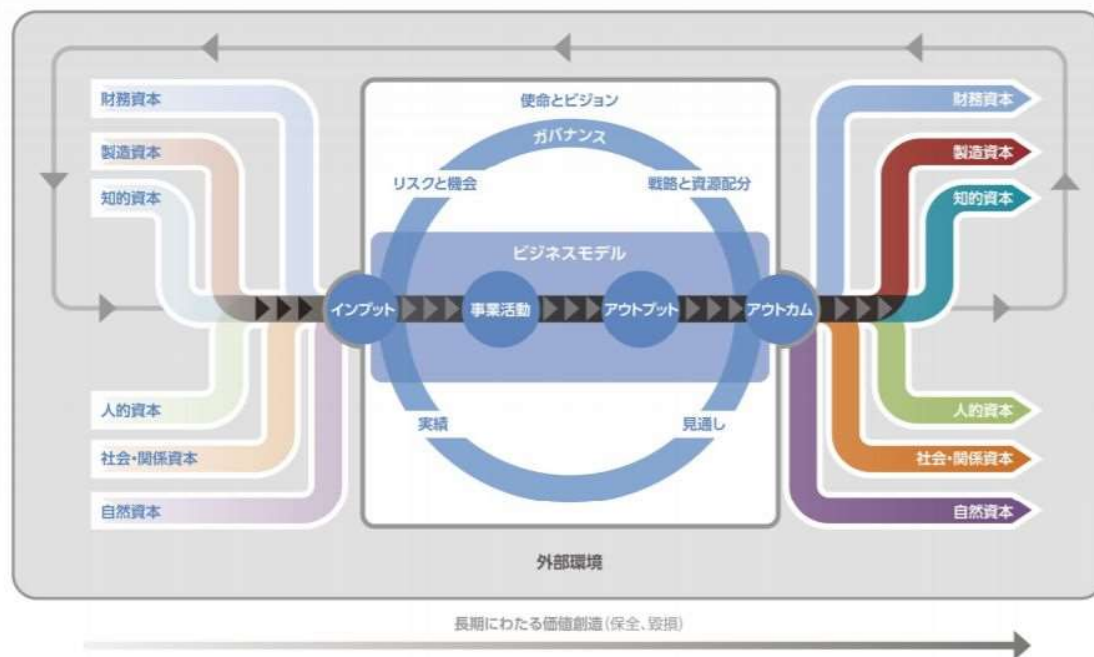 財務資本
製造資本
知的資本
人的資本
社会・関係資本
自然資本
使命とビジョン
ガバナンス
リスクと機会
戦略と資源配分
ビジネスモデル
インプット
事業活動
アウトプット
アウトカム
実績
見通し
財務資本
製造資本
知的資本
人的資本
社会・関係資本
自然資本
外部環境
長期にわたる価値創造(保全、毀損)